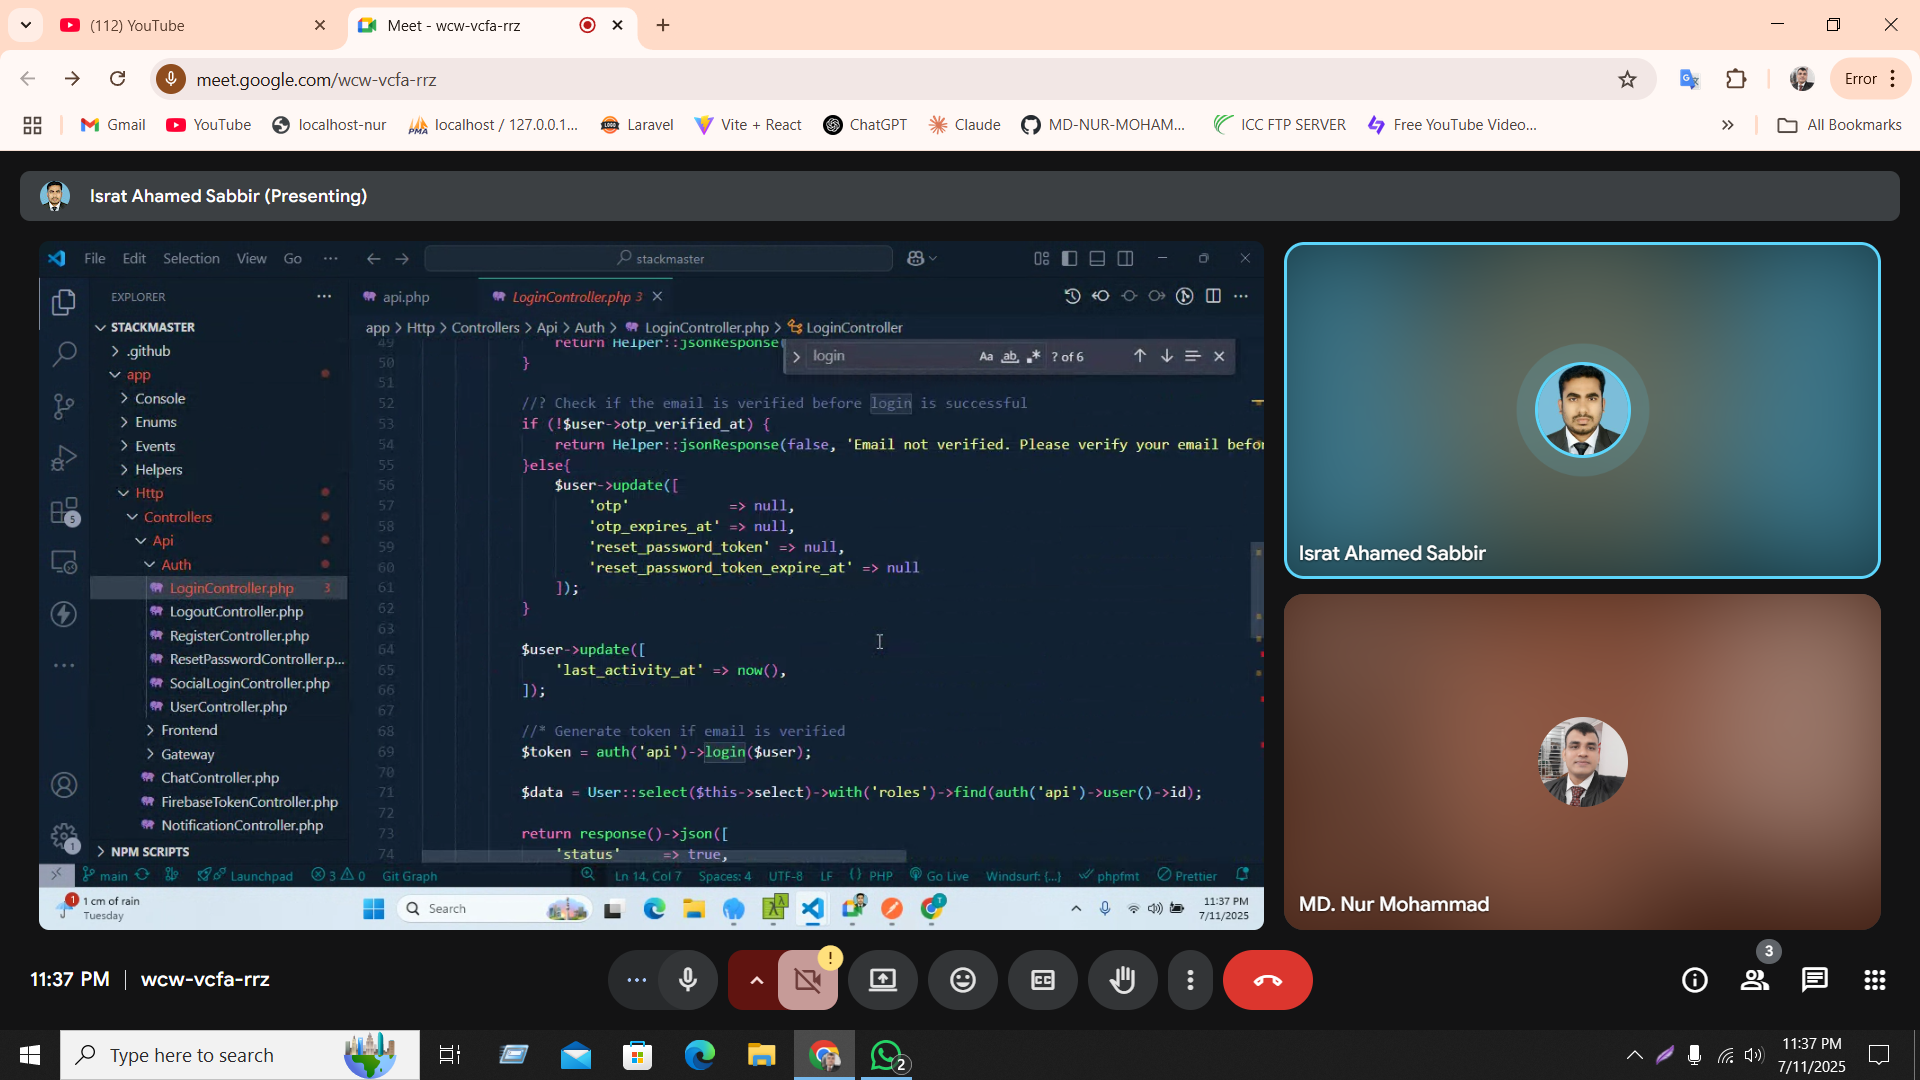 (112) YouTube
Meet - wcw-vcfa-rrz
meet.google.com/wcw-vcfa-rrz
Error
Gmail
YouTube
localhost-nur
localhost / 127.0.0.1...
Laravel
Vite + React
ChatGPT
Claude
MD-NUR-MOHAM...
ICC FTP SERVER
Free YouTube Video...
All Bookmarks
Israt Ahamed Sabbir (Presenting)
File Edit Selection View Go ...
stackmaster
EXPLORER
api.php
LoginController.php 3
STACKMASTER
app > Http > Controllers > Api > Auth > LoginController.php > LoginController
login
Aa ab
? of 6
.github
app
Console
Enums
Events
Helpers
Http
Controllers
Api
Auth
LoginController.php 3
LogoutController.php
RegisterController.php
ResetPasswordController.p...
SocialLoginController.php
UserController.php
Frontend
Gateway
ChatController.php
FirebaseTokenController.php
NotificationController.php
NPM SCRIPTS
49 return Helper::jsonResponse(
50 }
51
52 //? Check if the email is verified before login is successful
53 if (!$user->otp_verified_at) {
54 return Helper::jsonResponse(false, 'Email not verified. Please verify your email befor
55 }else{
56 $user->update([
57 'otp' => null,
58 'otp_expires_at' => null,
59 'reset_password_token' => null,
60 'reset_password_token_expire_at' => null
61 ]);
62 }
63
64 $user->update([
65 'last_activity_at' => now(),
66 ]);
67
68 //* Generate token if email is verified
69 $token = auth('api')->login($user);
70
71 $data = User::select($this->select)->with('roles')->find(auth('api')->user()->id);
72
73 return response()->json([
74 'status' => true,
5
1
main
Launchpad
3 0
Git Graph
Ln 14, Col 7
Spaces: 4
UTF-8
LF
{ } PHP
Go Live
Windsurf: {...}
phpfmt
Prettier
1
1 cm of rain
Tuesday
Search
11:37 PM
7/11/2025
Israt Ahamed Sabbir
MD. Nur Mohammad
11:37 PM | wcw-vcfa-rrz
!
3
Type here to search
2
11:37 PM
7/11/2025